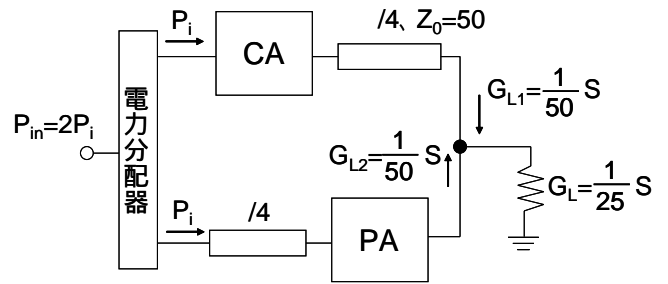 /4、Z0=50
Pi
CA
GL1=1/50 S
電力分配器
Pin=2Pi
GL2=1/50 S
GL=1/25 S
Pi
/4
PA